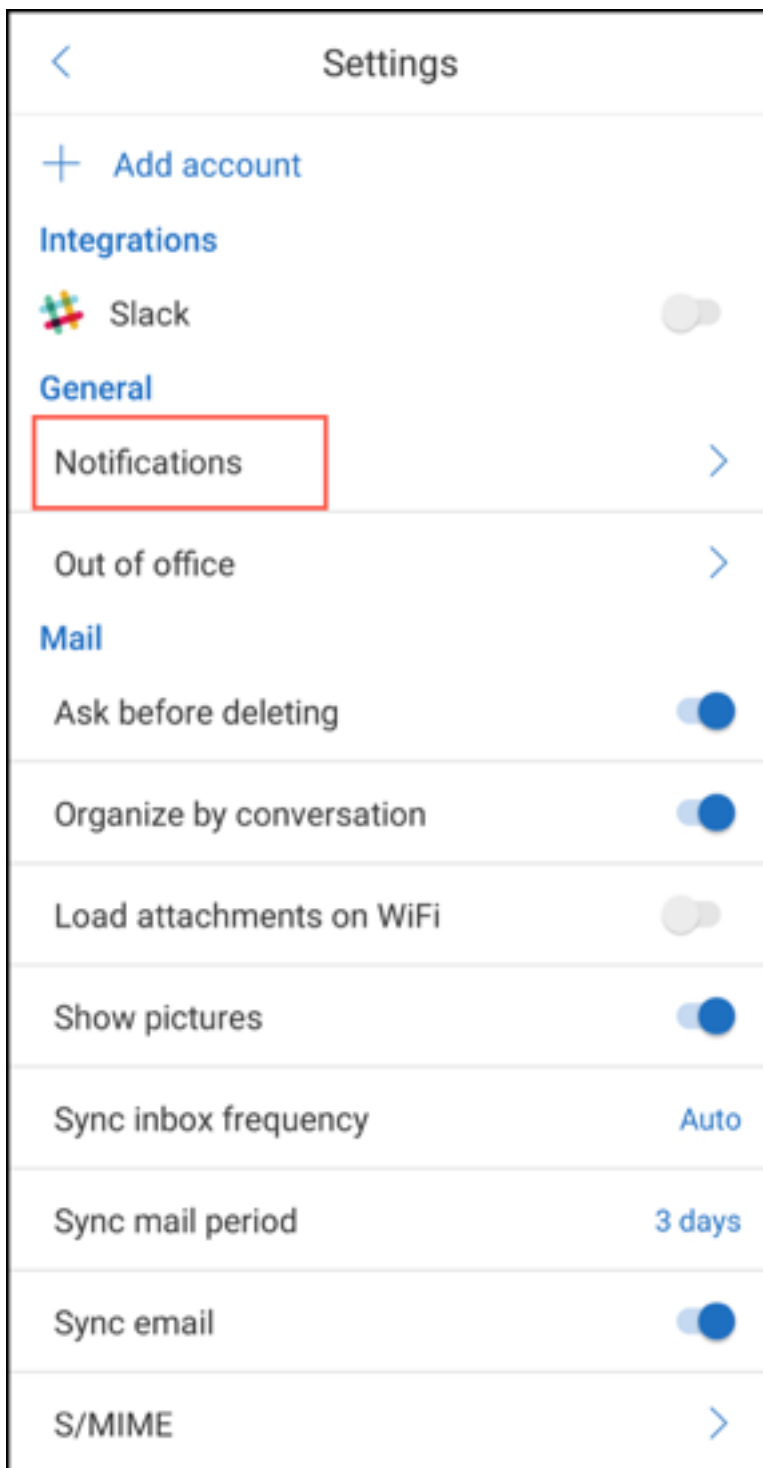 Settings
Add account
Integrations
Slack
General
Notifications
Out of office
Mail
Ask before deleting
Organize by conversation
Load attachments on WiFi
Show pictures
Sync inbox frequency Auto
Sync mail period 3 days
Sync email
S/MIME